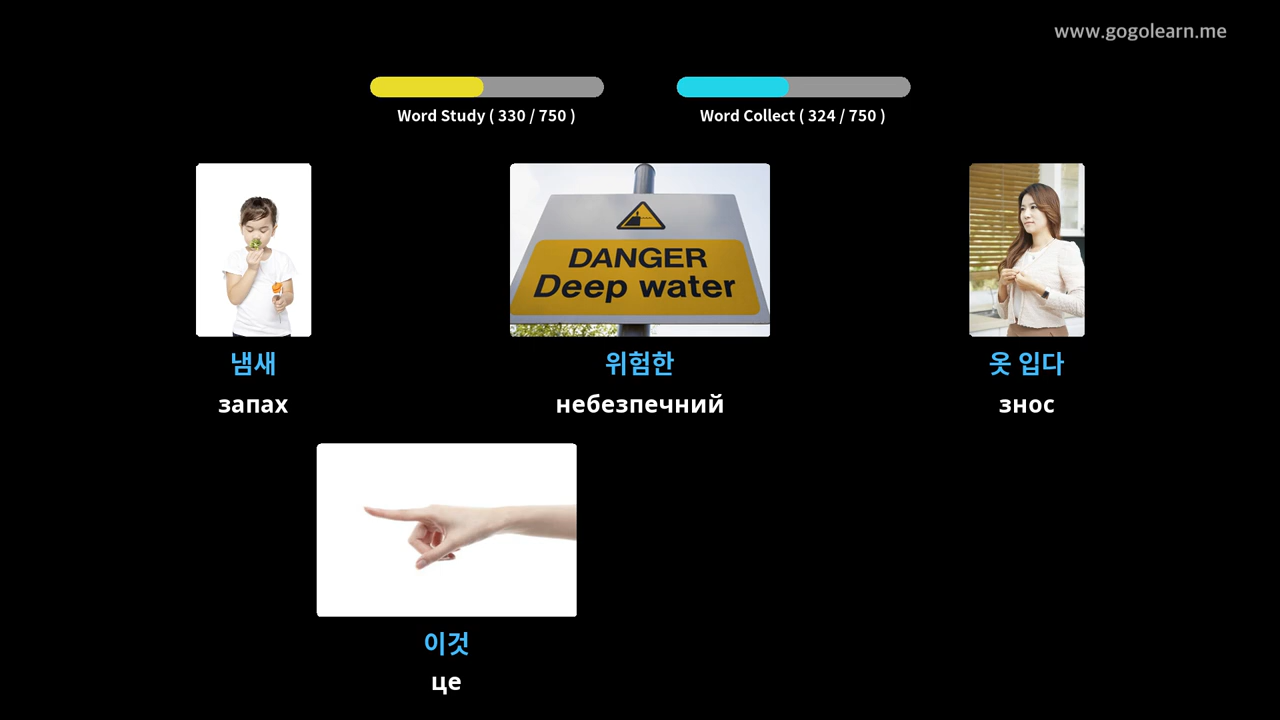 www.gogolearn.me
Word Study ( 330 / 750 )
Word Collect ( 324 / 750 )
DANGER
Deep water
냄새
위험한
옷 입다
запах
небезпечний
знос
이것
це